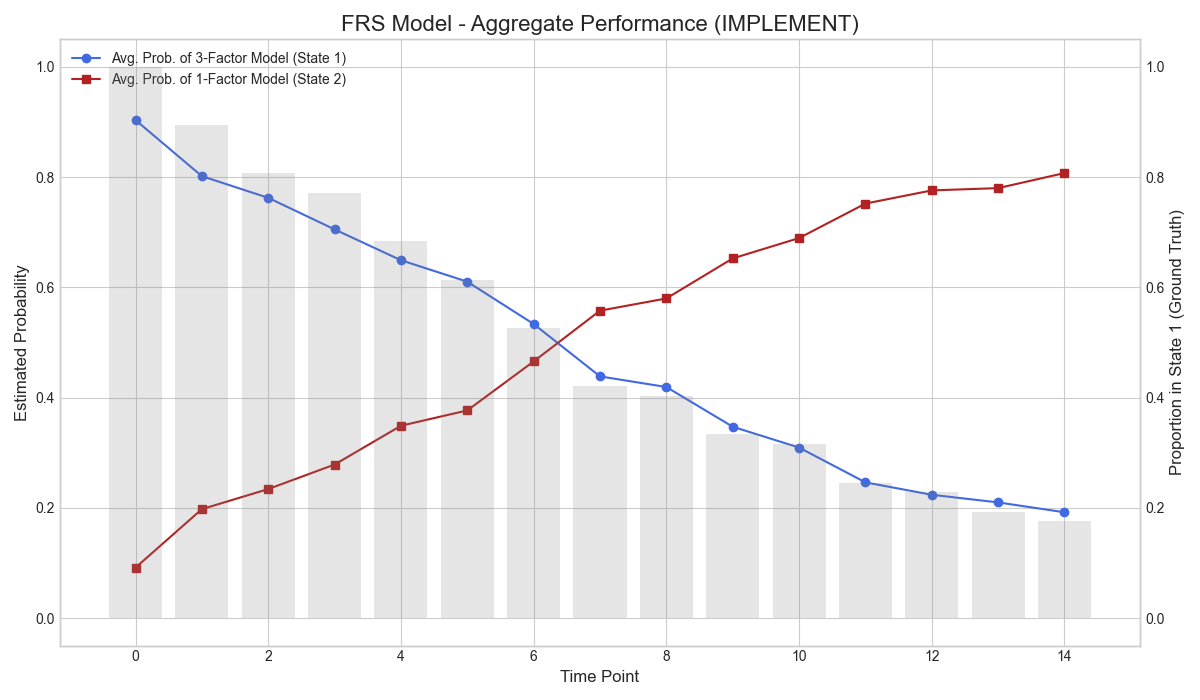 FRS Model - Aggregate Performance (IMPLEMENT)
Avg. Prob. of 3-Factor Model (State 1)
Avg. Prob. of 1-Factor Model (State 2)
Estimated Probability
1.0
0.8
0.6
0.4
0.2
0.0
1.0
0.8
0.6
0.4
0.2
0.0
Proportion in State 1 (Ground Truth)
0 2 4 6 8 10 12 14
Time Point